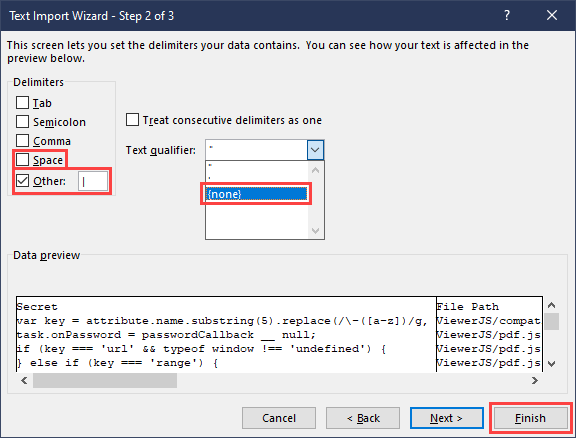 Text Import Wizard - Step 2 of 3
This screen lets you set the delimiters your data contains. You can see how your text is affected in the
preview below.
Delimiters
Tab
Semicolon
Comma
Space
Other: |
Treat consecutive delimiters as one
Text qualifier: "
"
'
{none}
Data preview
Secret File Path
var key = attribute.name.substring(5).replace(/\-([a-z])/g, ViewerJS/compat
task.onPassword = passwordCallback __ null; ViewerJS/pdf.js
if (key === 'url' && typeof window !== 'undefined') { ViewerJS/pdf.js
} else if (key === 'range') { ViewerJS/pdf.js
Cancel < Back Next > Finish